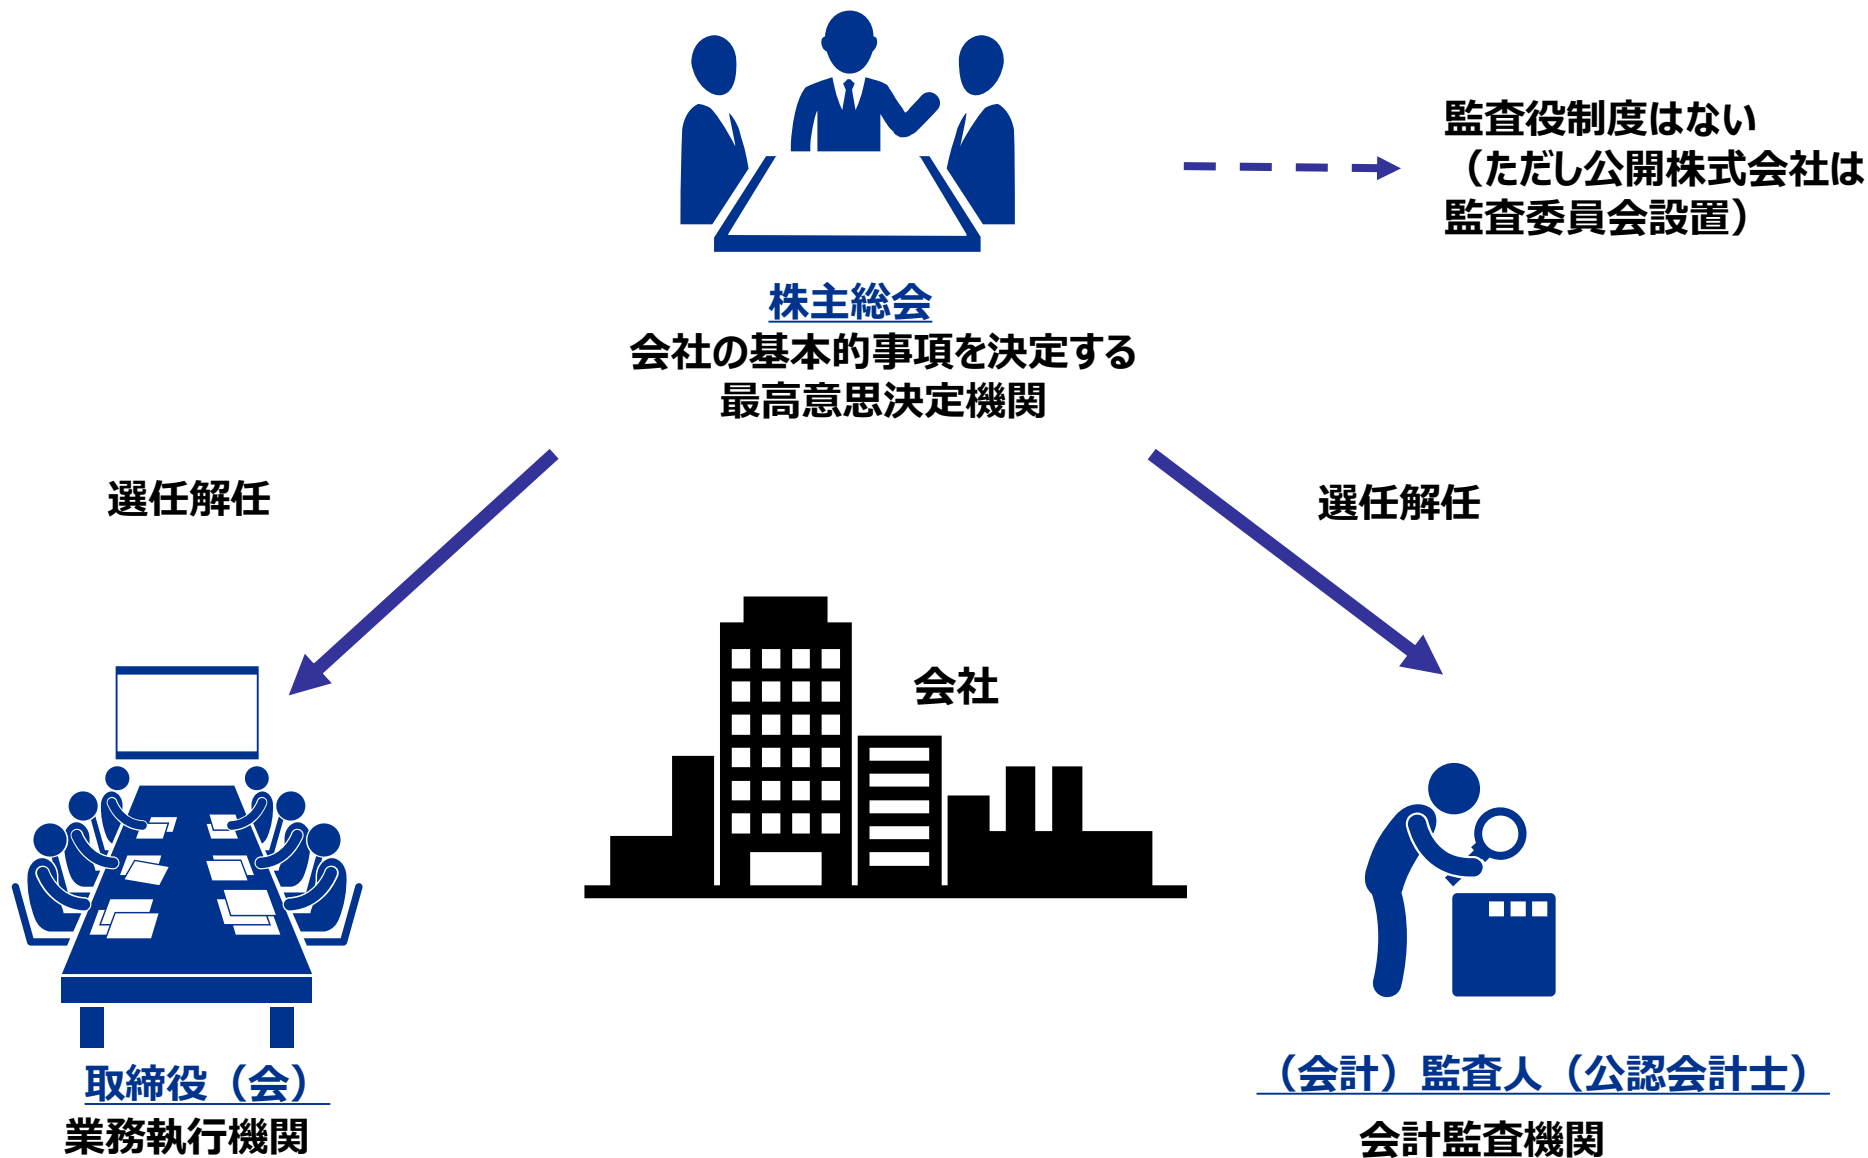 監査役制度はない
（ただし公開株式会社は
監査委員会設置）
株主総会
会社の基本的事項を決定する
最高意思決定機関
選任解任
選任解任
会社
取締役（会）
業務執行機関
（会計）監査人（公認会計士）
会計監査機関